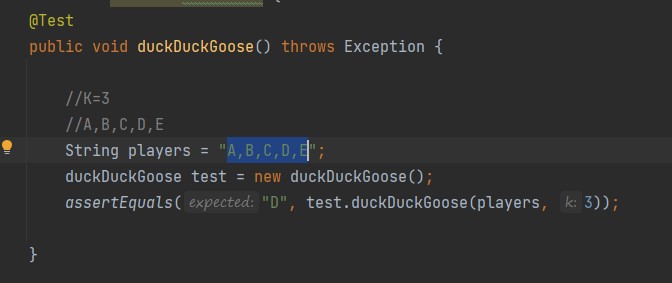 @Test
public void duckDuckGoose() throws Exception {
//K=3
//A,B,C,D,E
String players = "A,B,C,D,E";
duckDuckGoose test = new duckDuckGoose();
assertEquals( expected: "D", test.duckDuckGoose(players, k: 3));
}